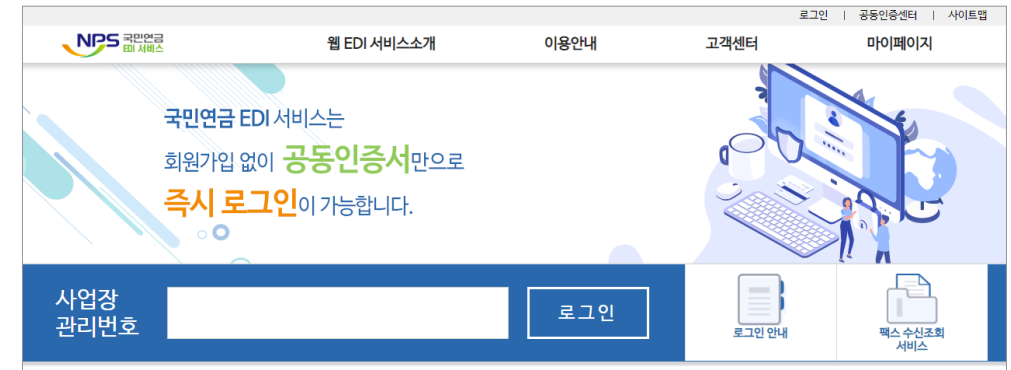 로그인 | 공동인증센터 | 사이트맵
NPS 국민연금
EDI 서비스
웹 EDI 서비스소개 이용안내 고객센터 마이페이지
국민연금 EDI 서비스는
회원가입 없이 공동인증서만으로
즉시 로그인이 가능합니다.
사업장
관리번호
로그인
로그인 안내
팩스 수신조회
서비스